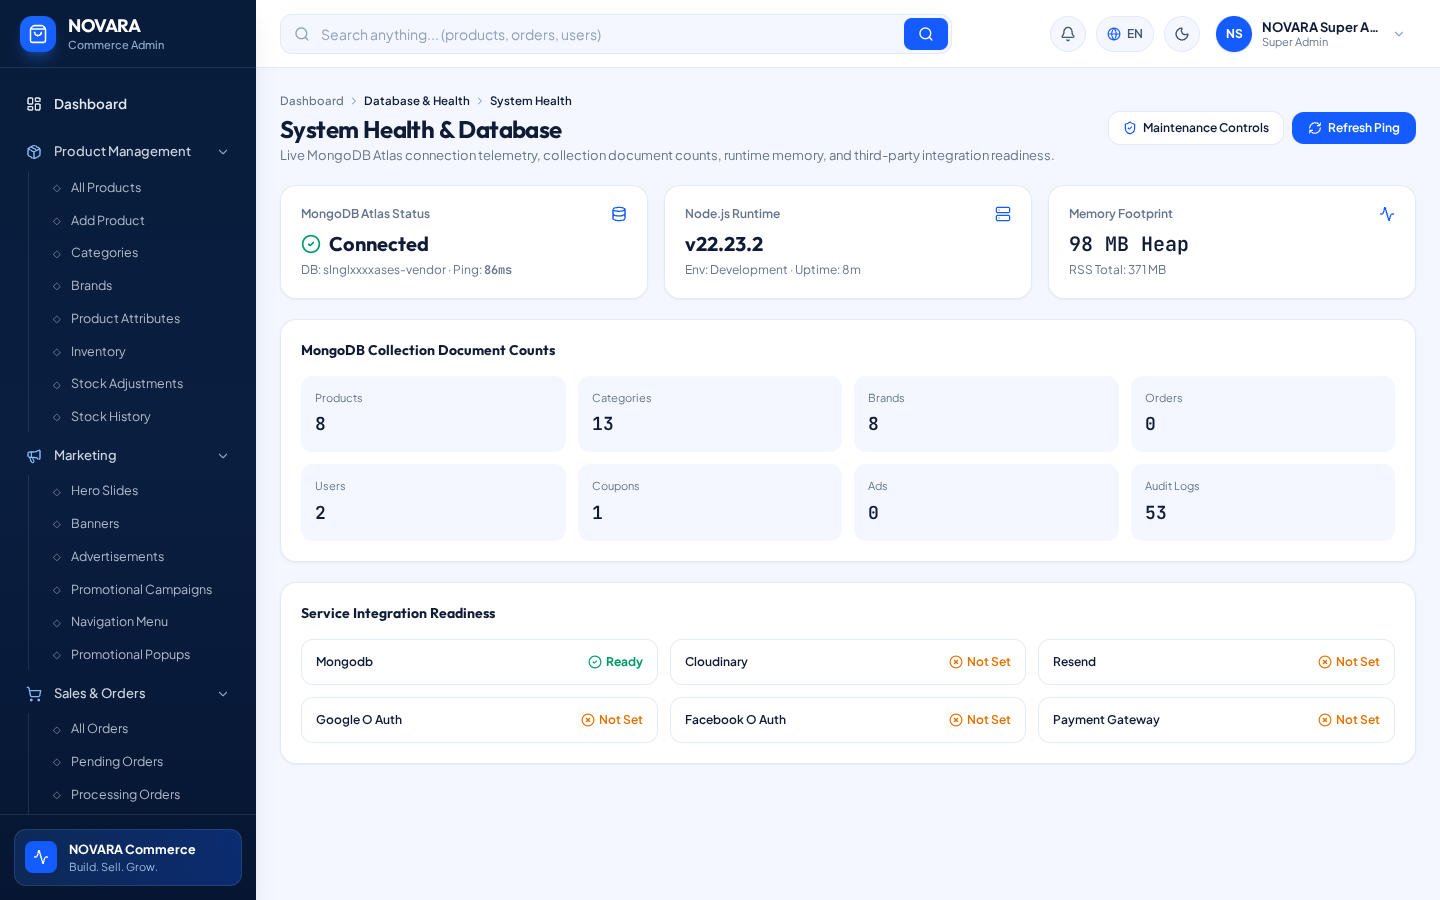 NOVARA
Commerce Admin
Dashboard
Product Management
All Products
Add Product
Categories
Brands
Product Attributes
Inventory
Stock Adjustments
Stock History
Marketing
Hero Slides
Banners
Advertisements
Promotional Campaigns
Navigation Menu
Promotional Popups
Sales & Orders
All Orders
Pending Orders
Processing Orders
NOVARA Commerce
Build. Sell. Grow.
Search anything... (products, orders, users)
EN
NS
NOVARA Super A...
Super Admin
Dashboard > Database & Health > System Health
System Health & Database
Live MongoDB Atlas connection telemetry, collection document counts, runtime memory, and third-party integration readiness.
Maintenance Controls
Refresh Ping
MongoDB Atlas Status
Connected
DB: slnglxxxxases-vendor · Ping: 86ms
Node.js Runtime
v22.23.2
Env: Development · Uptime: 8m
Memory Footprint
98 MB Heap
RSS Total: 371 MB
MongoDB Collection Document Counts
Products
8
Categories
13
Brands
8
Orders
0
Users
2
Coupons
1
Ads
0
Audit Logs
53
Service Integration Readiness
Mongodb Ready
Cloudinary Not Set
Resend Not Set
Google O Auth Not Set
Facebook O Auth Not Set
Payment Gateway Not Set